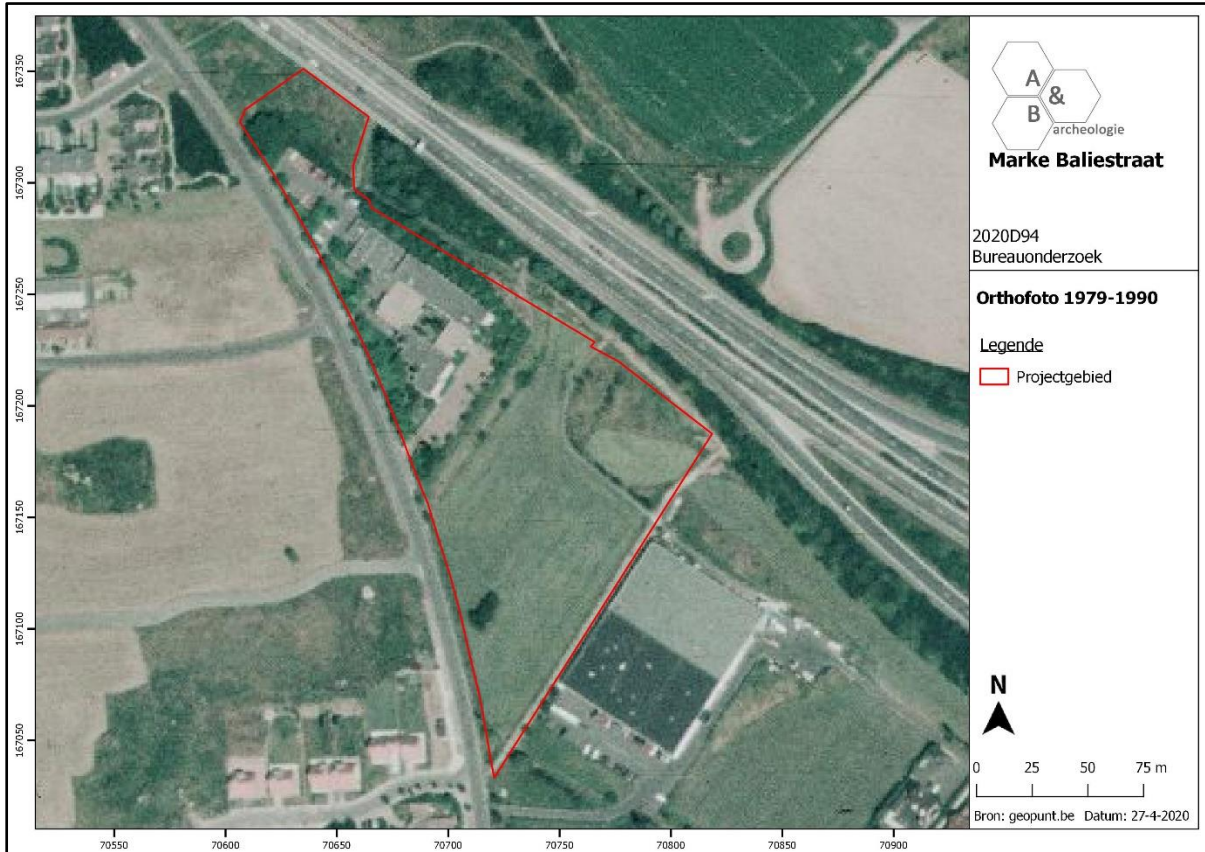 A
&
B
archeologie
Marke Baliestraat
2020D94
Bureauonderzoek
Orthofoto 1979-1990
Legende
Projectgebied
N
0 25 50 75 m
Bron: geopunt.be Datum: 27-4-2020
167350
167300
167250
167200
167150
167100
167050
70550 70600 70650 70700 70750 70800 70850 70900